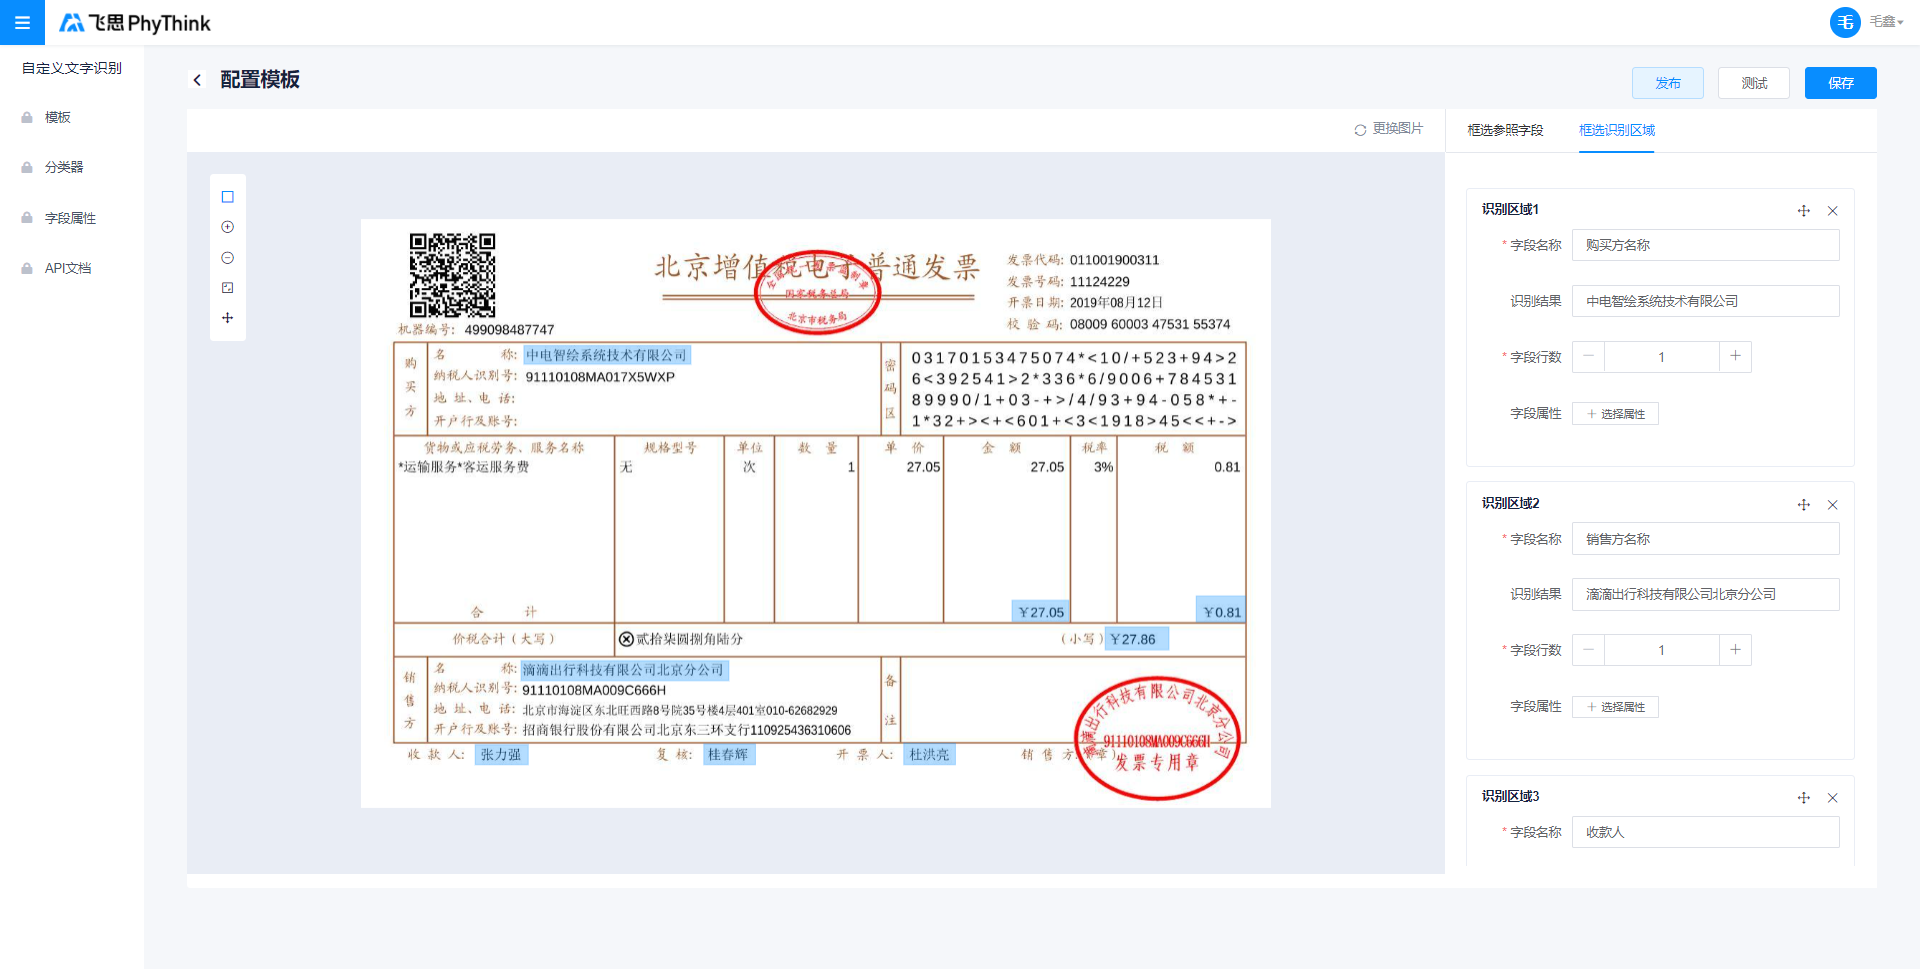 飞思 PhyThink
毛
毛鑫
自定义文字识别
模板
分类器
字段属性
API文档
配置模板
发布
测试
保存
更换图片
框选参照字段
框选识别区域
北京增值税电子普通发票
全国统一发票监制章
国家税务总局
北京市税务局
发票代码: 011001900311
发票号码: 11124229
开票日期: 2019年08月12日
校 验 码: 08009 60003 47531 55374
机器编号: 499098487747
购买方
名 称: 中电智绘系统技术有限公司
纳税人识别号: 91110108MA017X5WXP
地 址、电 话:
开户行及账号:
密码区
03170153475074*<10/+523+94>2
6<392541>2*336*6/9006+784531
89990/1+03-+>/4/93+94-058*+-
1*32+><+<601+<3<1918>45<<+->
货物或应税劳务、服务名称 规格型号 单位 数 量 单 价 金 额 税率 税 额
*运输服务*客运服务费 无 次 1 27.05 27.05 3% 0.81
合 计 ￥27.05 ￥0.81
价税合计（大写） ⊗贰拾柒圆捌角陆分 （小写）￥27.86
销售方
名 称: 滴滴出行科技有限公司北京分公司
纳税人识别号: 91110108MA009C666H
地 址、电 话: 北京市海淀区东北旺西路8号院35号楼4层401室010-62682929
开户行及账号: 招商银行股份有限公司北京东三环支行110925436310606
备注
收 款 人: 张力强 复 核: 桂春辉 开 票 人: 杜洪亮 销 售 方:（章）
滴滴出行科技有限公司北京分公司
91110108MA009C666H
发票专用章
识别区域1
* 字段名称 购买方名称
识别结果 中电智绘系统技术有限公司
* 字段行数 − 1 +
字段属性 + 选择属性
识别区域2
* 字段名称 销售方名称
识别结果 滴滴出行科技有限公司北京分公司
* 字段行数 − 1 +
字段属性 + 选择属性
识别区域3
* 字段名称 收款人